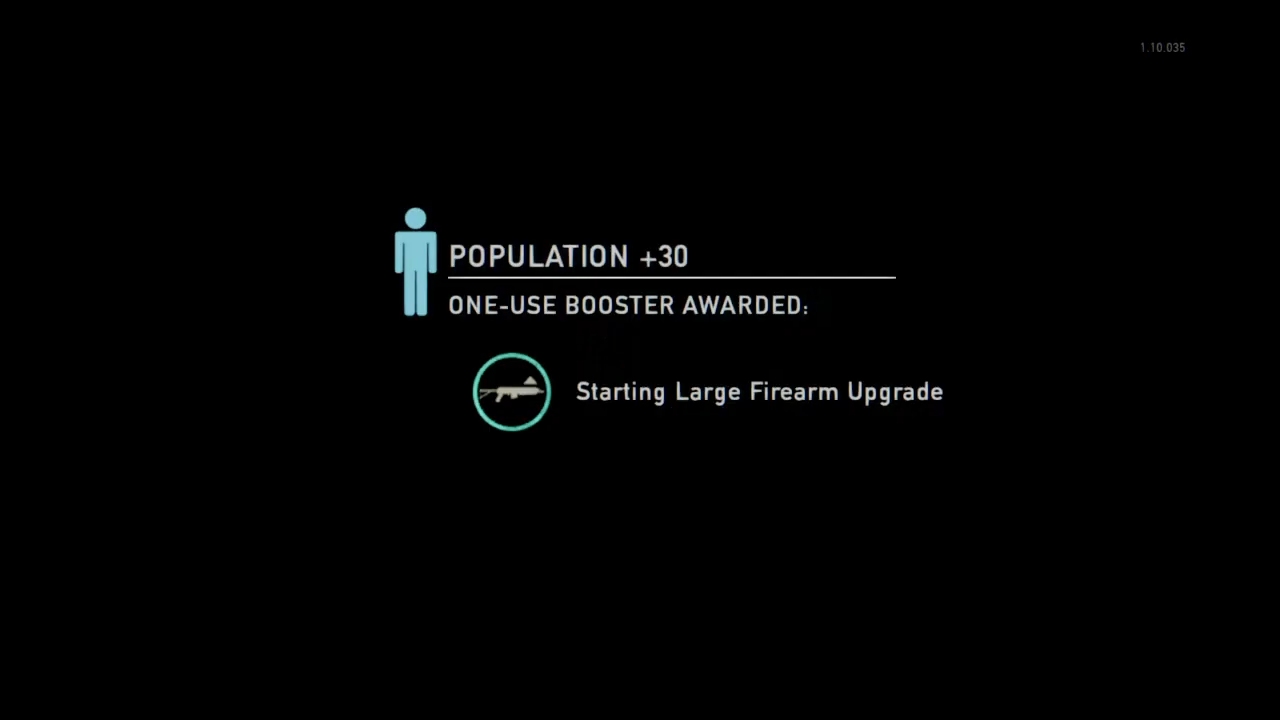 1.10.035
POPULATION +30
ONE-USE BOOSTER AWARDED:
Starting Large Firearm Upgrade